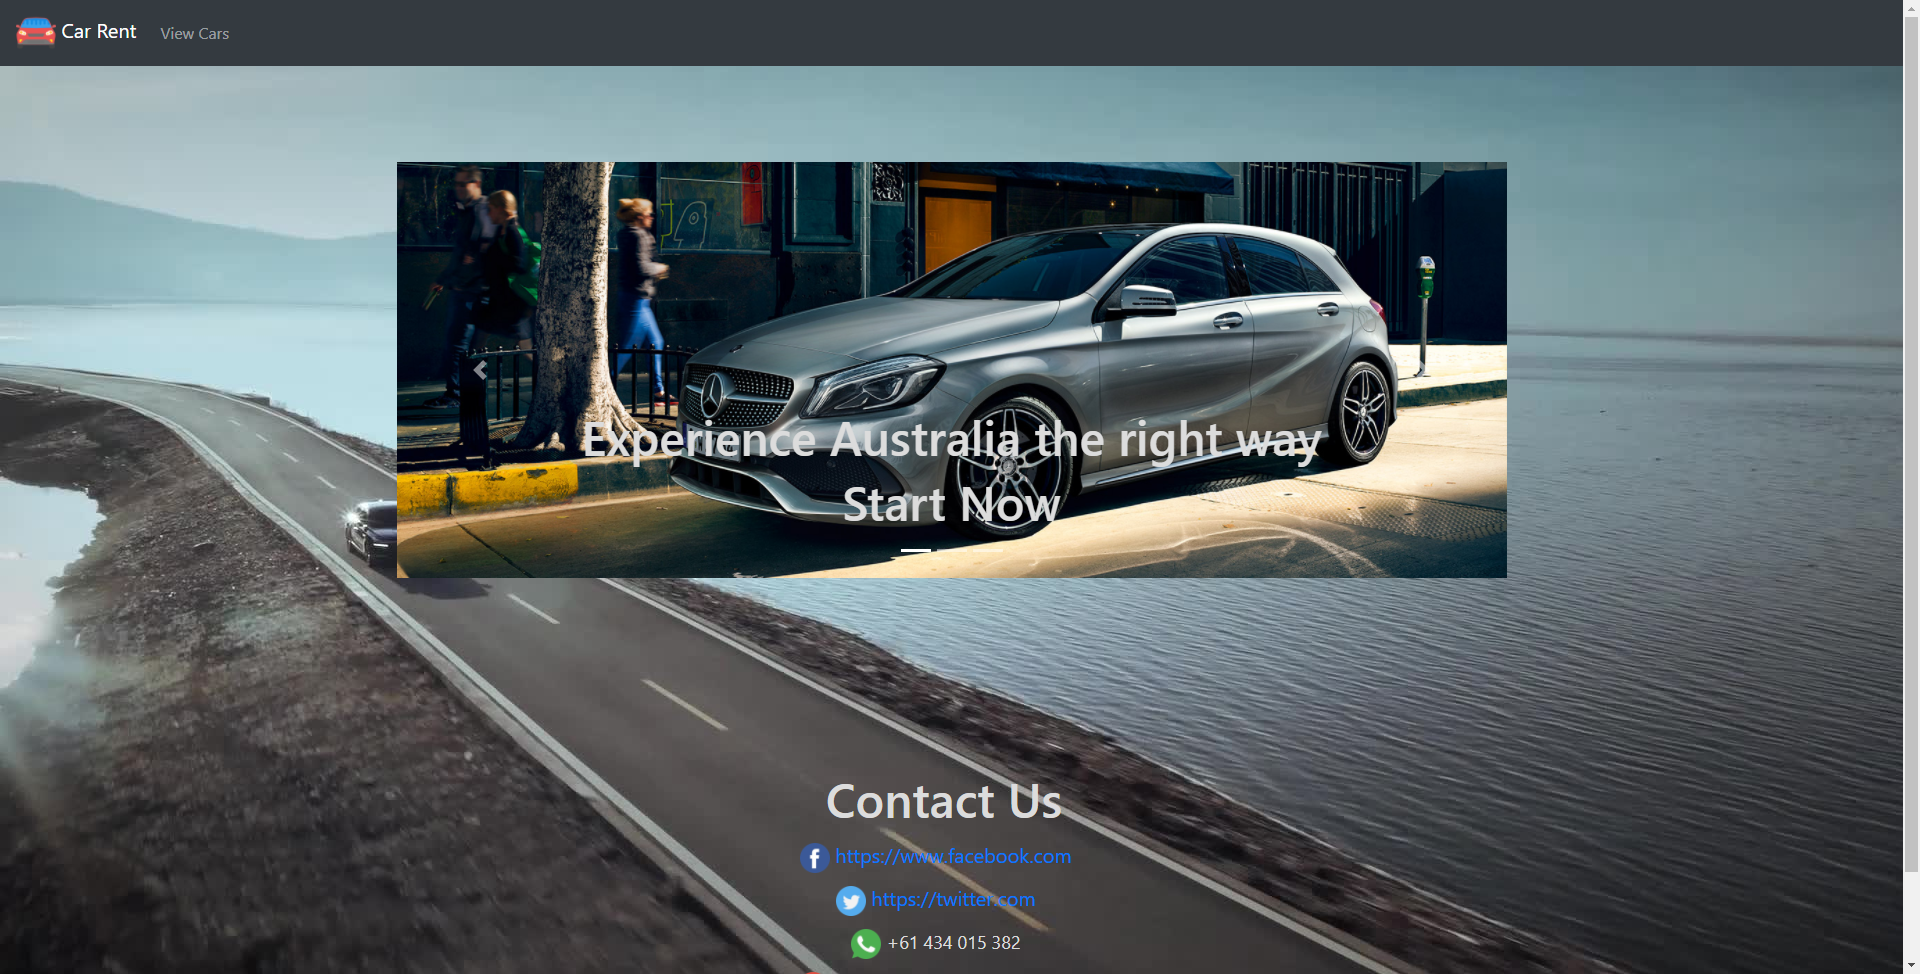 Car Rent
View Cars
Experience Australia the right way
Start Now
Contact Us
https://www.facebook.com
https://twitter.com
+61 434 015 382